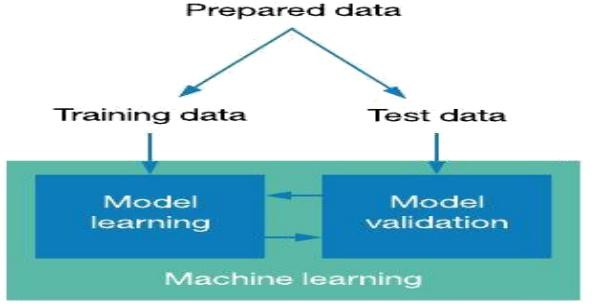 Prepared data
Training data
Test data
Model
learning
Model
validation
Machine learning